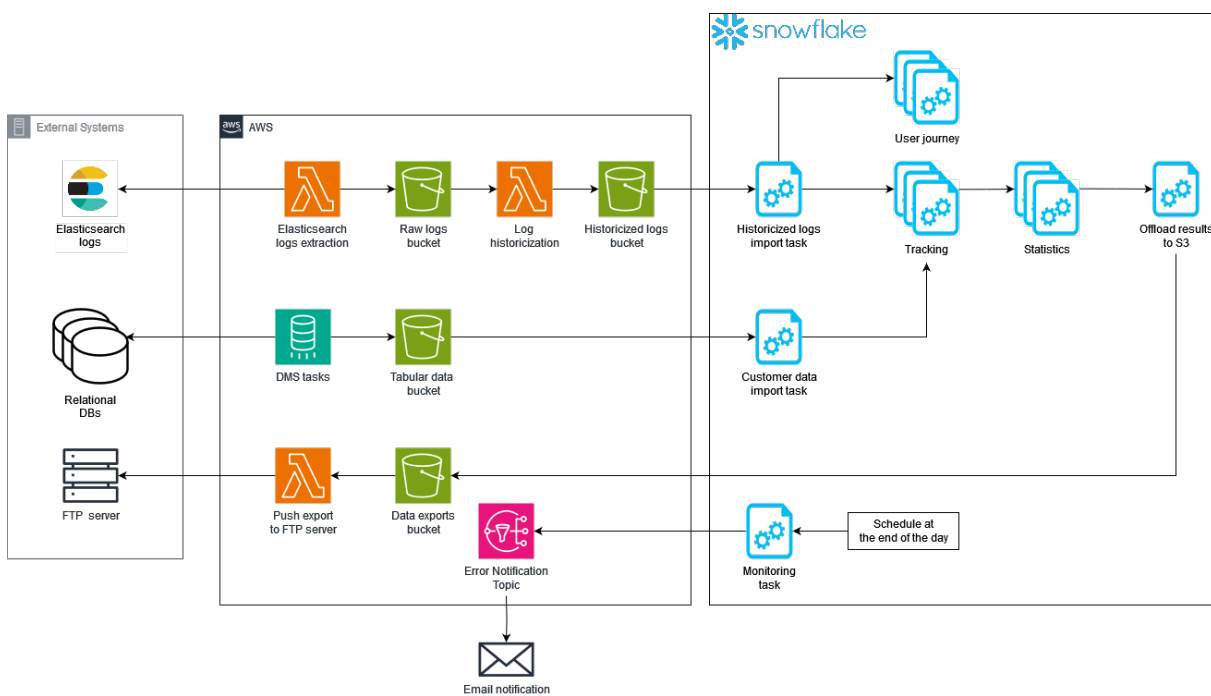 snowflake
External Systems
aws
AWS
User journey
Elasticsearch
logs
Elasticsearch
logs extraction
Raw logs
bucket
Log
historicization
Historicized logs
bucket
Historicized logs
import task
Tracking
Statistics
Offload results
to S3
Relational
DBs
DMS tasks
Tabular data
bucket
Customer data
import task
FTP server
Push export
to FTP server
Data exports
bucket
Schedule at
the end of the day
Error Notification
Topic
Monitoring
task
Email notification